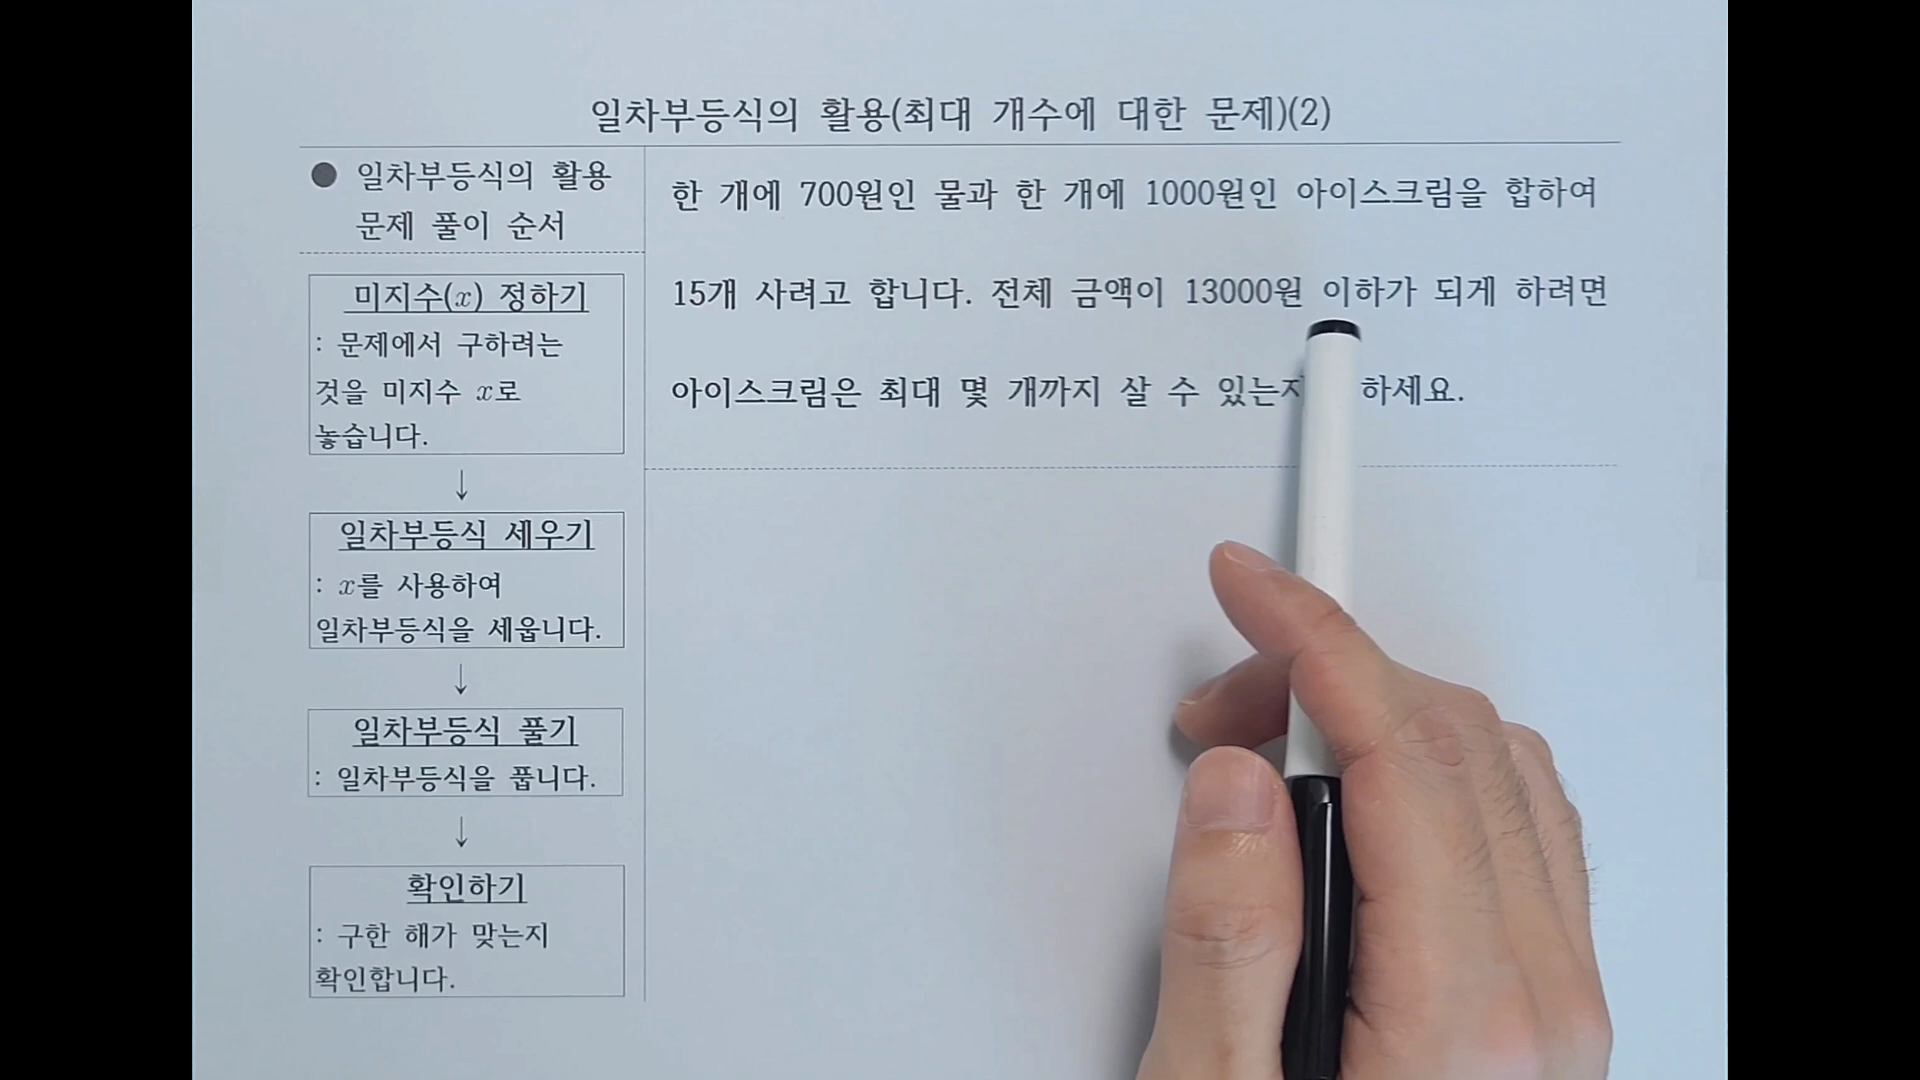 일차부등식의 활용(최대 개수에 대한 문제)(2)
● 일차부등식의 활용
문제 풀이 순서
미지수(x) 정하기
: 문제에서 구하려는
것을 미지수 x로
놓습니다.
↓
일차부등식 세우기
: x를 사용하여
일차부등식을 세웁니다.
↓
일차부등식 풀기
: 일차부등식을 풉니다.
↓
확인하기
: 구한 해가 맞는지
확인합니다.
한 개에 700원인 물과 한 개에 1000원인 아이스크림을 합하여
15개 사려고 합니다. 전체 금액이 13000원 이하가 되게 하려면
아이스크림은 최대 몇 개까지 살 수 하세요.